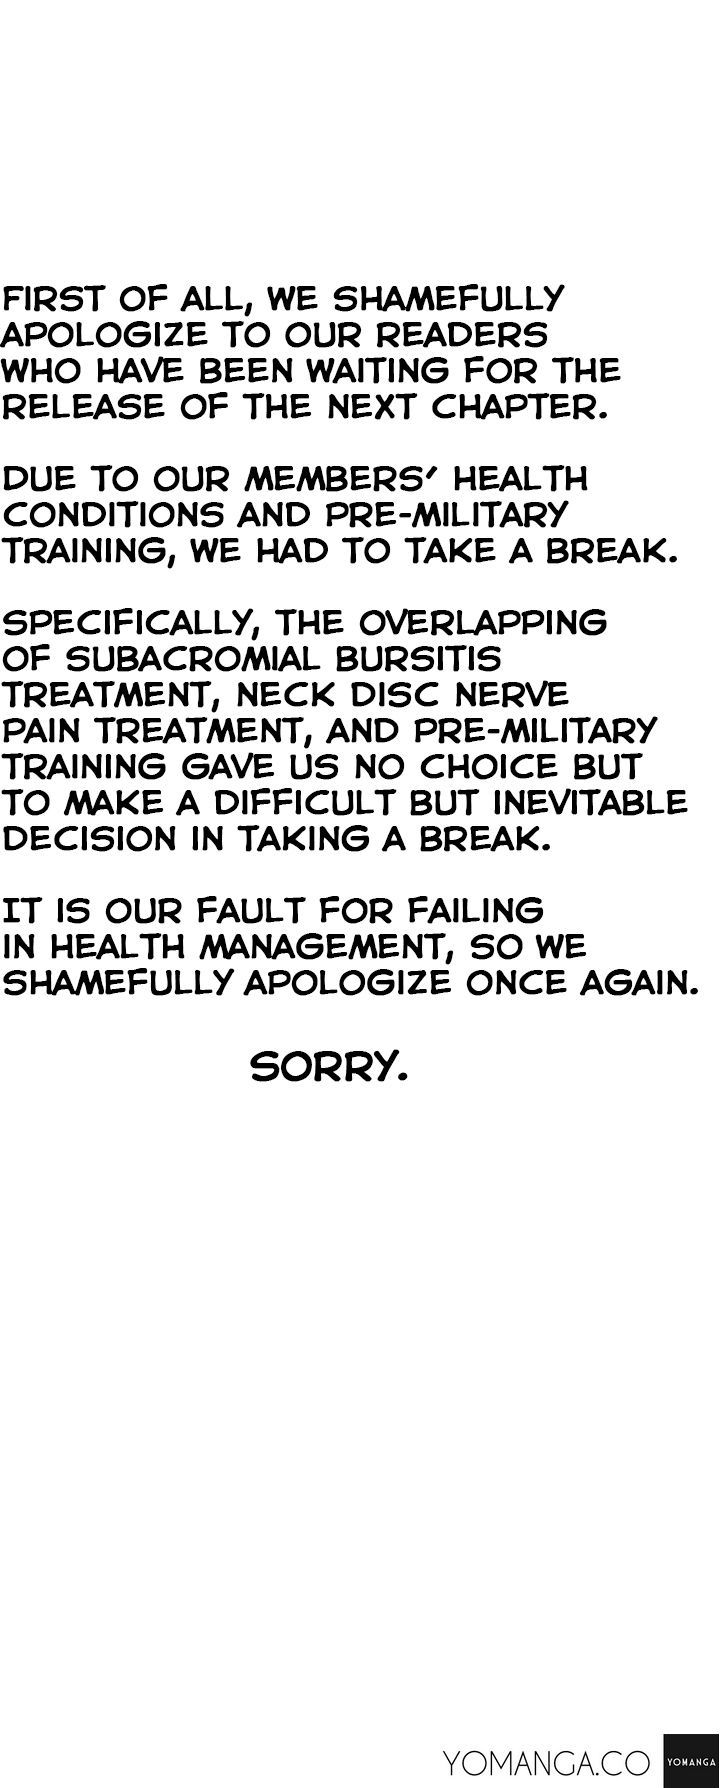 FIRST OF ALL, WE SHAMEFULLY
APOLOGIZE TO OUR READERS
WHO HAVE BEEN WAITING FOR THE
RELEASE OF THE NEXT CHAPTER.
DUE TO OUR MEMBERS' HEALTH
CONDITIONS AND PRE-MILITARY
TRAINING, WE HAD TO TAKE A BREAK.
SPECIFICALLY, THE OVERLAPPING
OF SUBACROMIAL BURSITIS
TREATMENT, NECK DISC NERVE
PAIN TREATMENT, AND PRE-MILITARY
TRAINING GAVE US NO CHOICE BUT
TO MAKE A DIFFICULT BUT INEVITABLE
DECISION IN TAKING A BREAK.
IT IS OUR FAULT FOR FAILING
IN HEALTH MANAGEMENT, SO WE
SHAMEFULLY APOLOGIZE ONCE AGAIN.
SORRY.
YOMANGA.CO YOMANGA